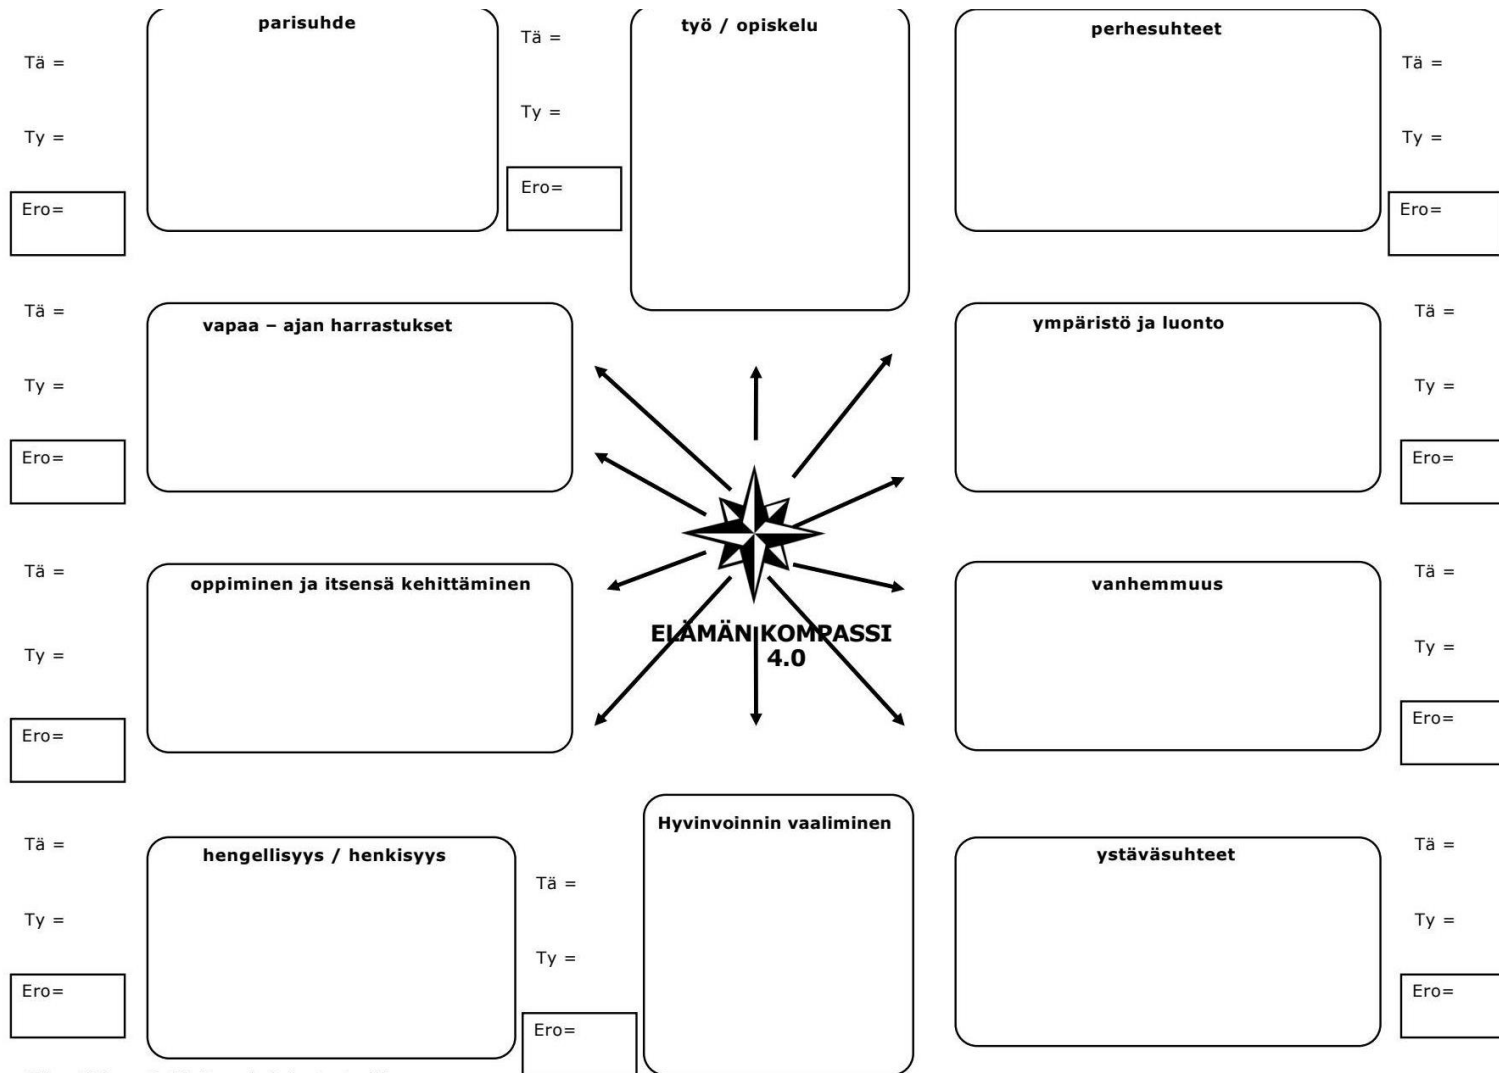 parisuhde
Tä =
Ty =
Ero=
työ / opiskelu
Tä =
Ty =
Ero=
perhesuhteet
Tä =
Ty =
Ero=
vapaa – ajan harrastukset
Tä =
Ty =
Ero=
ympäristö ja luonto
Tä =
Ty =
Ero=
ELÄMÄN KOMPASSI
4.0
oppiminen ja itsensä kehittäminen
Tä =
Ty =
Ero=
vanhemmuus
Tä =
Ty =
Ero=
hengellisyys / henkisyys
Tä =
Ty =
Ero=
Hyvinvoinnin vaaliminen
Tä =
Ty =
Ero=
ystäväsuhteet
Tä =
Ty =
Ero=